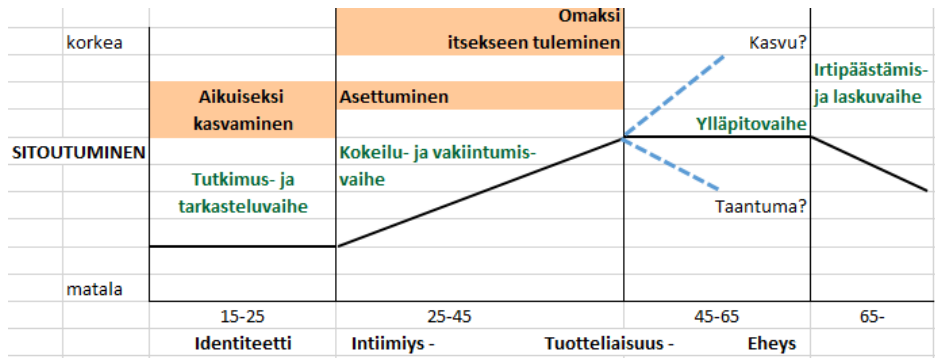 Omaksi
korkea
itsekseen tuleminen
Kasvu?
Irtipäästämis-
ja laskuvaihe
Aikuiseksi
kasvaminen
Asettuminen
Ylläpitovaihe
SITOUTUMINEN
Kokeilu- ja vakiintumis-
vaihe
Tutkimus- ja
tarkasteluvaihe
Taantuma?
matala
15-25
25-45
45-65
65-
Identiteetti
Intiimiys -
Tuotteliaisuus -
Eheys